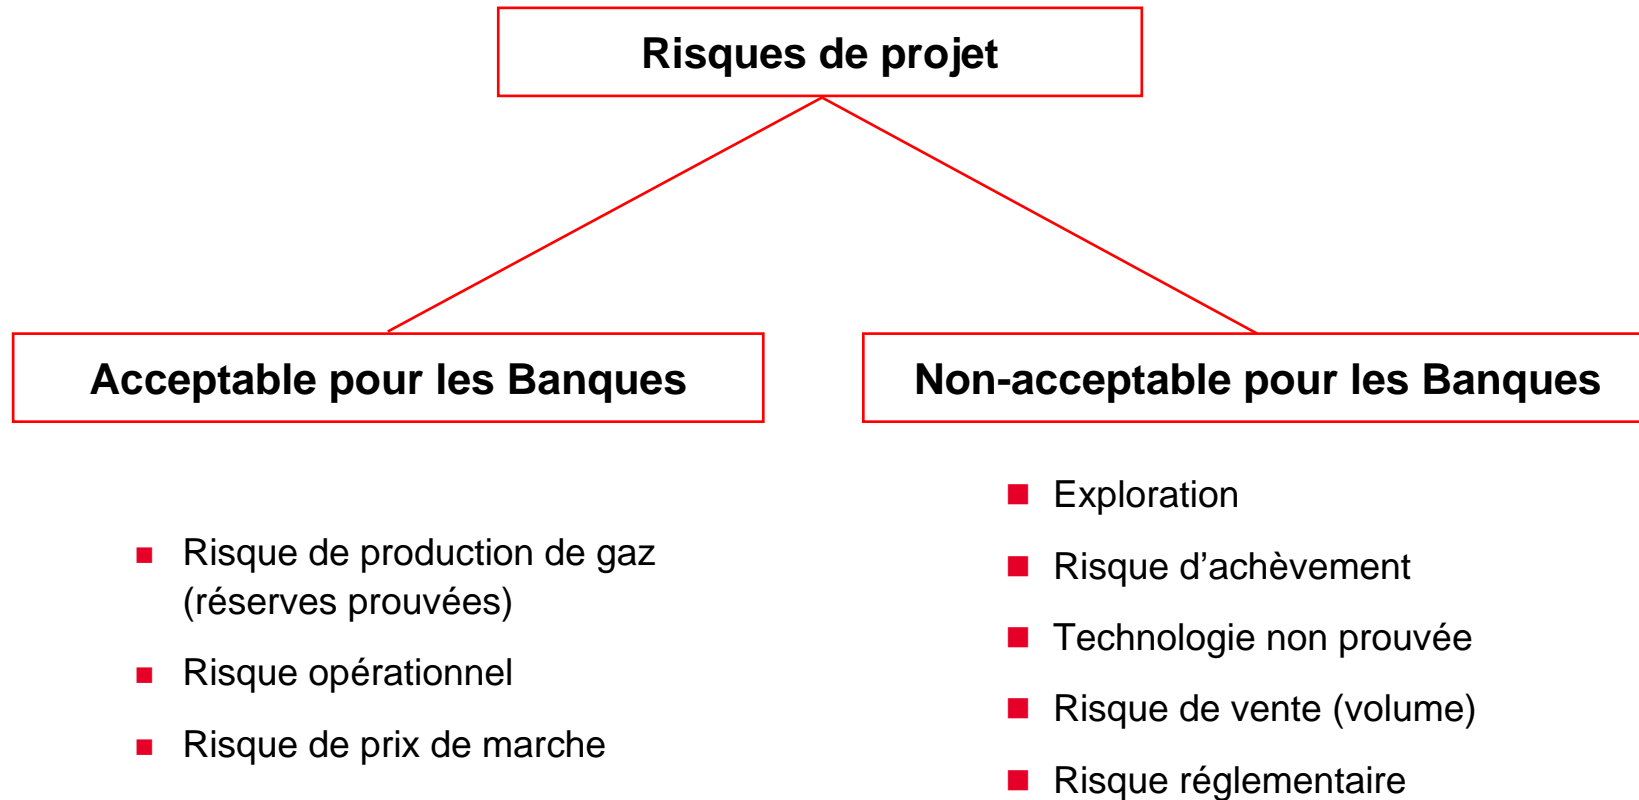 Risques de projet
Acceptable pour les Banques
Non-acceptable pour les Banques
■ Risque de production de gaz
(réserves prouvées)
■ Risque opérationnel
■ Risque de prix de marche
■ Exploration
■ Risque d'achèvement
■ Technologie non prouvée
■ Risque de vente (volume)
■ Risque réglementaire